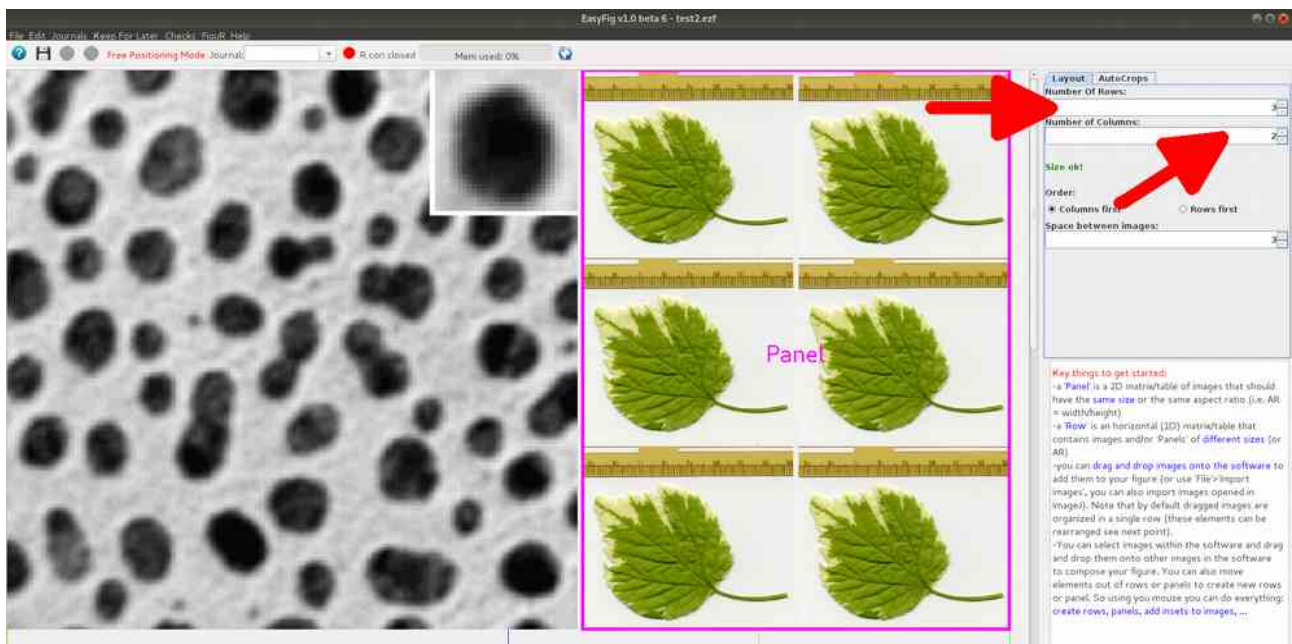 EasyFig v1.0 beta 6 - test2.ezf
File Edit Journals Keep For Later Checks FiguR Help
Free Positioning Mode Journal: R con closed Mem used: 0%
Layout AutoCrops
Number Of Rows:
3
Number of Columns:
2
Size ok!
Order:
Columns first Rows first
Space between images:
3
Panel
Key things to get started:
-a 'Panel' is a 2D matrix/table of images that should
have the same size or the same aspect ratio (i.e. AR
= width/height)
-a 'Row' is an horizontal (1D) matrix/table that
contains images and/or 'Panels' of different sizes (or
AR)
-you can drag and drop images onto the software to
add them to your figure (or use 'File>Import
images', you can also import images opened in
ImageJ). Note that by default dragged images are
organized in a single row (these elements can be
rearranged see next point).
-You can select images within the software and drag
and drop them onto other images in the software
to compose your figure. You can also move
elements out of rows or panels to create new rows
or panel. So using you mouse you can do everything:
create rows, panels, add insets to images, ...